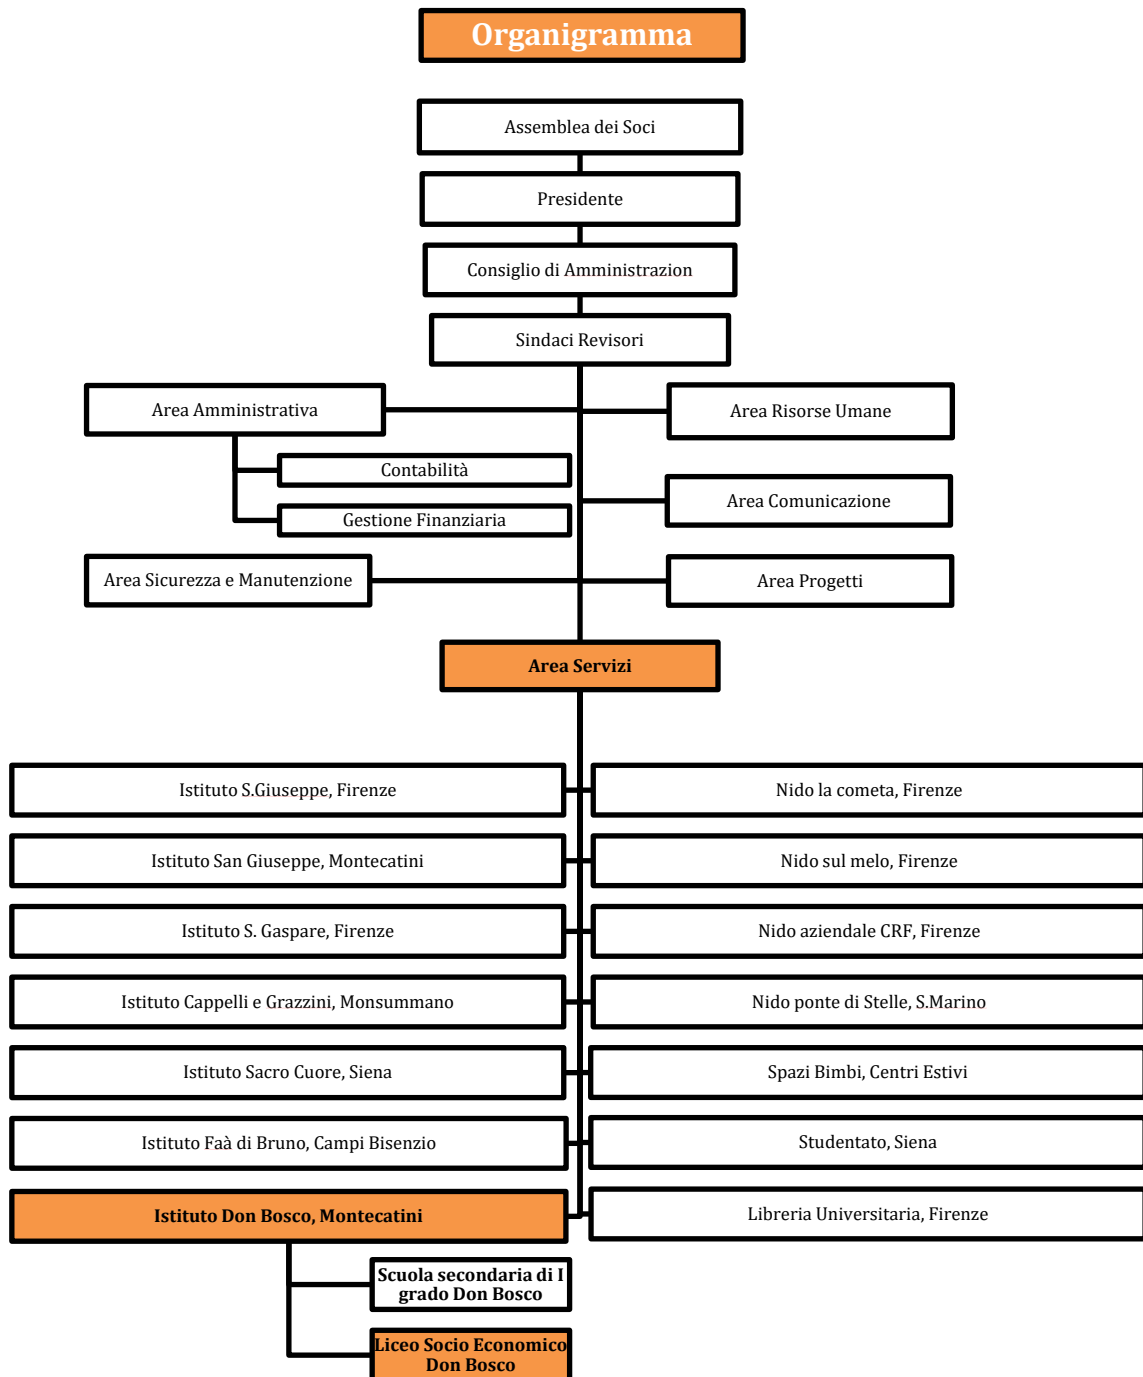 Organigramma
Assemblea dei Soci
Presidente
Consiglio di Amministrazion
Sindaci Revisori
Area Amministrativa
Area Risorse Umane
Contabilità
Area Comunicazione
Gestione Finanziaria
Area Sicurezza e Manutenzione
Area Progetti
Area Servizi
Istituto S.Giuseppe, Firenze
Nido la cometa, Firenze
Istituto San Giuseppe, Montecatini
Nido sul melo, Firenze
Istituto S. Gaspare, Firenze
Nido aziendale CRF, Firenze
Istituto Cappelli e Grazzini, Monsummano
Nido ponte di Stelle, S.Marino
Istituto Sacro Cuore, Siena
Spazi Bimbi, Centri Estivi
Istituto Faà di Bruno, Campi Bisenzio
Studentato, Siena
Istituto Don Bosco, Montecatini
Libreria Universitaria, Firenze
Scuola secondaria di I
grado Don Bosco
Liceo Socio Economico
Don Bosco